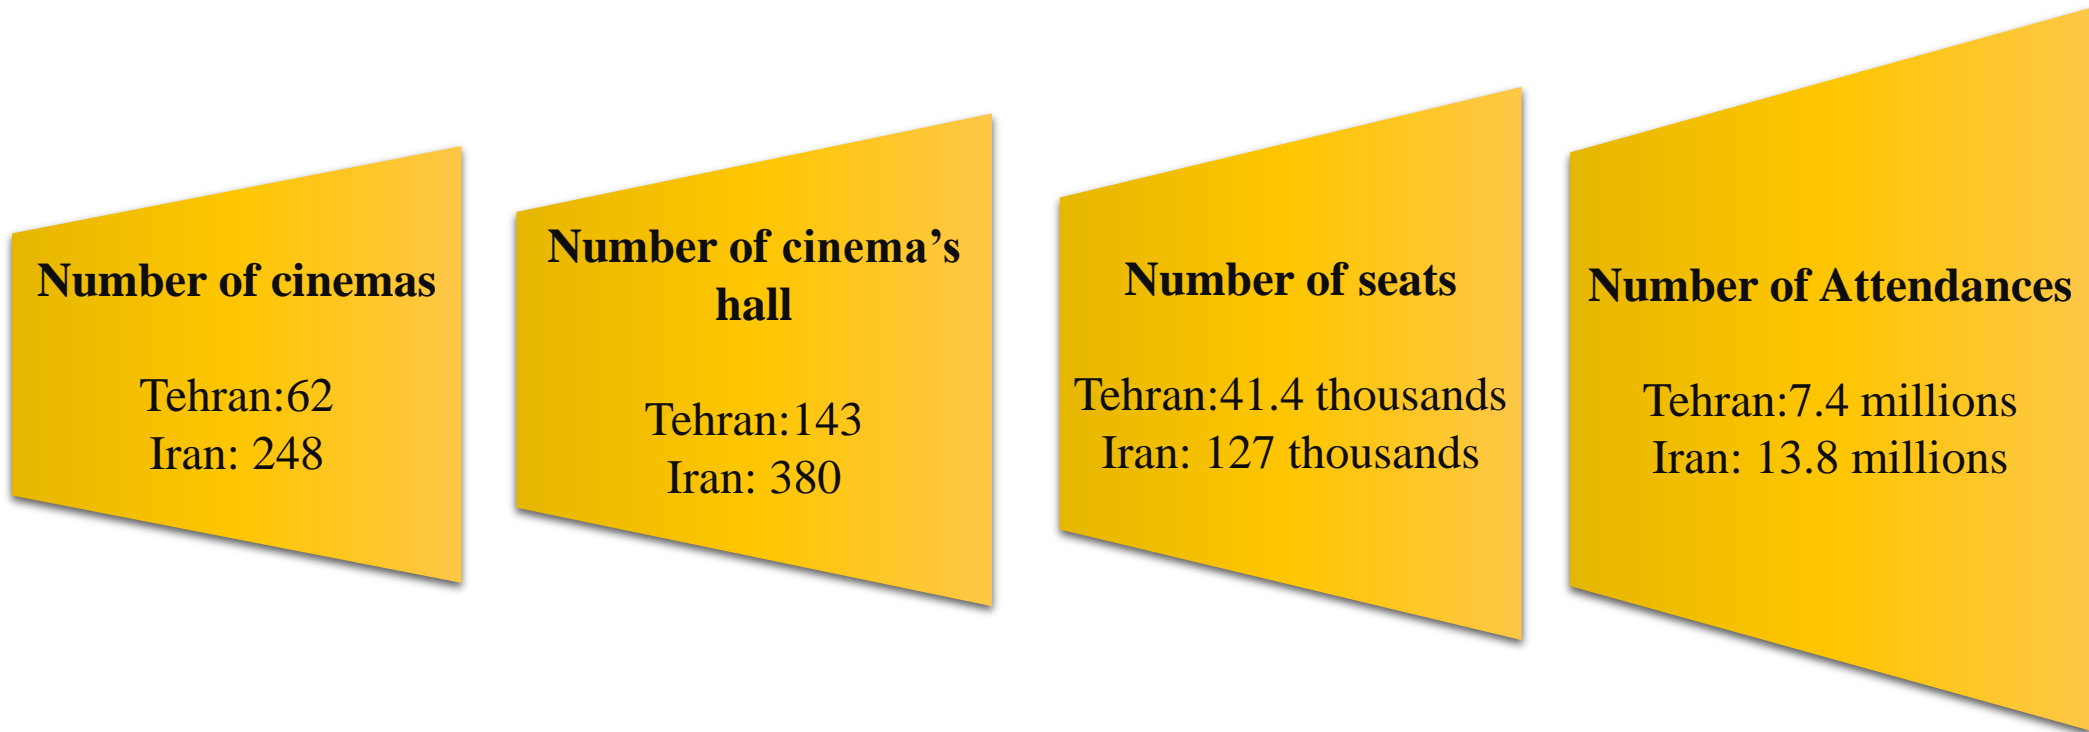 Number of cinemas
Tehran:62
Iran: 248
Number of cinema’s
hall
Tehran:143
Iran: 380
Number of seats
Tehran:41.4 thousands
Iran: 127 thousands
Number of Attendances
Tehran:7.4 millions
Iran: 13.8 millions